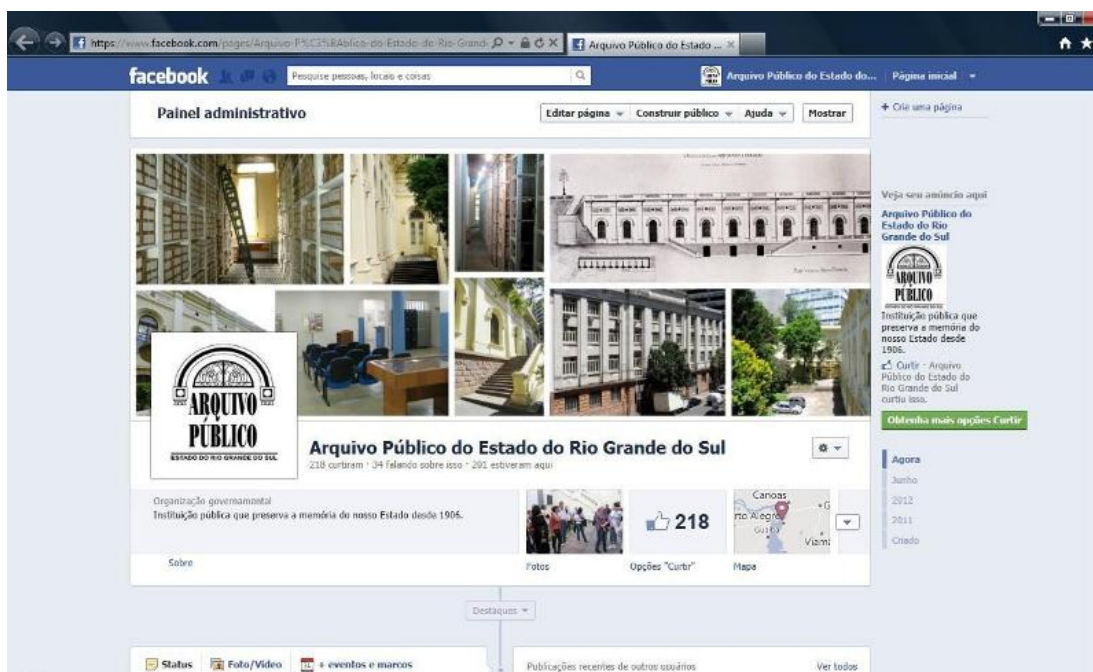 https://www.facebook.com/pages/Arquivo-P%C3%BAblico-do-Estado-do-Rio-Grand
Arquivo Público do Estado ...
facebook
Pesquise pessoas, locais e coisas
Arquivo Público do Estado do...
Página inicial
Painel administrativo
Editar página
Construir público
Ajuda
Mostrar
+ Crie uma página
Veja seu anúncio aqui
Arquivo Público do
Estado do Rio
Grande do Sul
ARQUIVO
PÚBLICO
Instituição pública que
preserva a memória do
nosso Estado desde
1906.
Curtir · Arquivo
Público do Estado do
Rio Grande do Sul
curtiu isso.
Obtenha mais opções Curtir
ARQUIVO
PÚBLICO
ESTADO DO RIO GRANDE DO SUL
Arquivo Público do Estado do Rio Grande do Sul
218 curtiram · 34 falando sobre isso · 201 estiveram aqui
Organização governamental
Instituição pública que preserva a memória do nosso Estado desde 1906.
Sobre
218
Canoas
rto Alegre
Guaíba
Viam
Fotos
Opções "Curtir"
Mapa
Agora
Junho
2012
2011
Criado
Destaques
Status
Foto/Vídeo
+ eventos e marcos
Publicações recentes de outros usuários
Ver todos